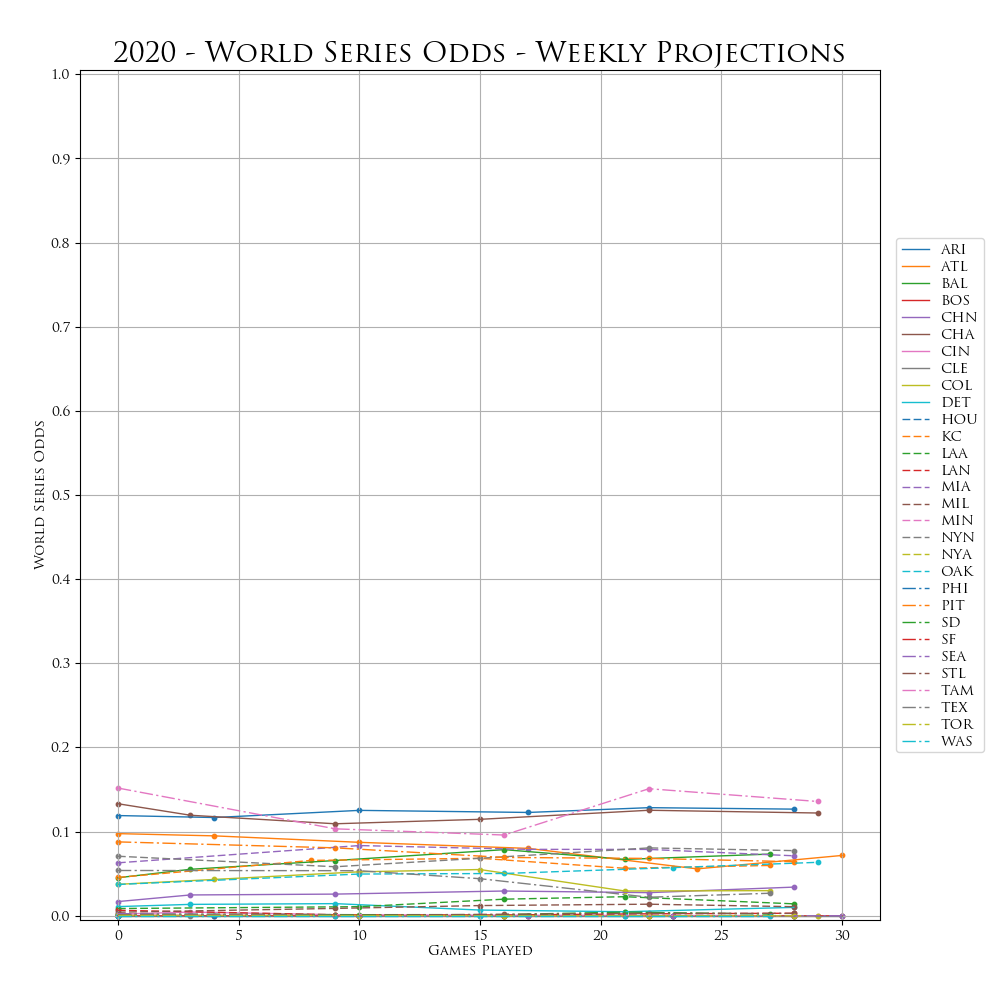 2020 - World Series Odds - Weekly Projections
1.0
0.9
0.8
0.7
0.6
0.5
0.4
0.3
0.2
0.1
0.0
World Series Odds
0 5 10 15 20 25 30
Games Played
ARI
ATL
BAL
BOS
CHN
CHA
CIN
CLE
COL
DET
HOU
KC
LAA
LAN
MIA
MIL
MIN
NYN
NYA
OAK
PHI
PIT
SD
SF
SEA
STL
TAM
TEX
TOR
WAS